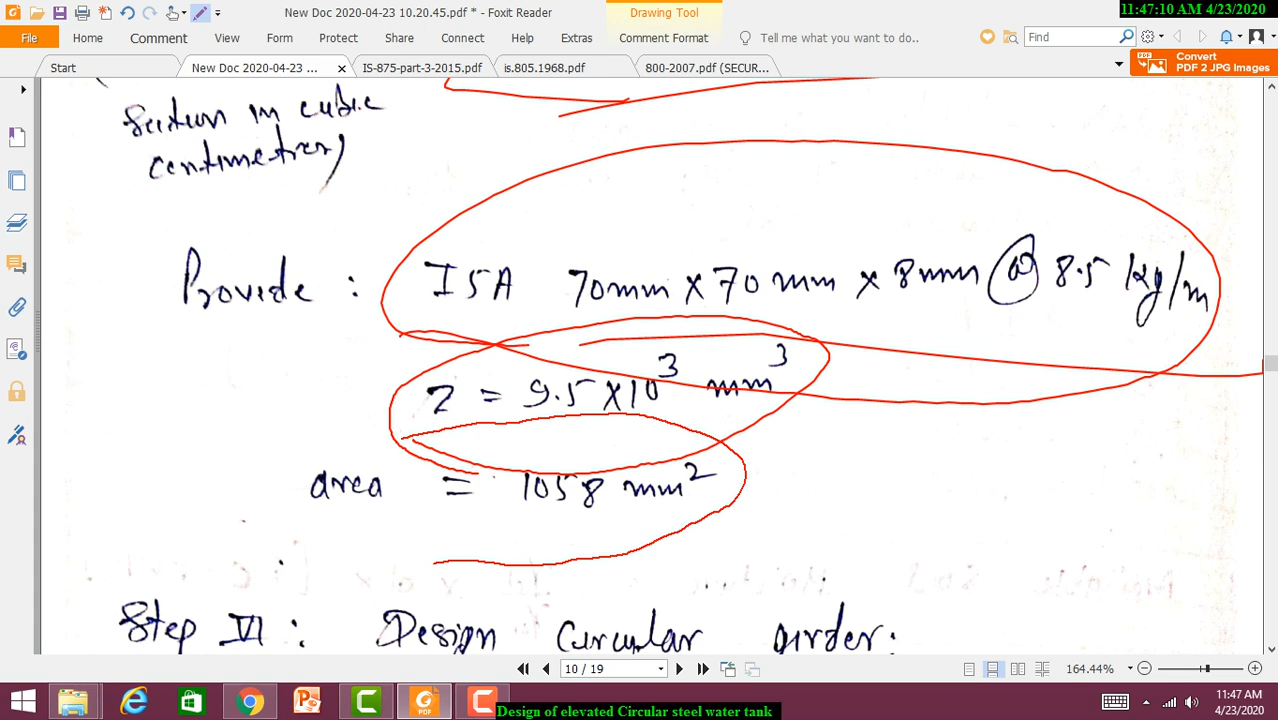 New Doc 2020-04-23 10.20.45.pdf * - Foxit Reader
Drawing Tool
11:47:10 AM 4/23/2020
File Home Comment View Form Protect Share Connect Help Extras Comment Format Tell me what you want to do.. Find
Start New Doc 2020-04-23 ... IS-875-part-3-2015.pdf is.805.1968.pdf 800-2007.pdf (SECUR...
Convert
PDF 2 JPG Images
Section in cubic
centimetres)
Provide : ISA 70mm x 70 mm x 8mm @ 8.5 kg/m
Z = 9.5 x 10³ mm³
area = 1058 mm²
Step VI : Design Circular girder:
10 / 19
164.44%
PDF
Design of elevated Circular steel water tank
11:47 AM
4/23/2020